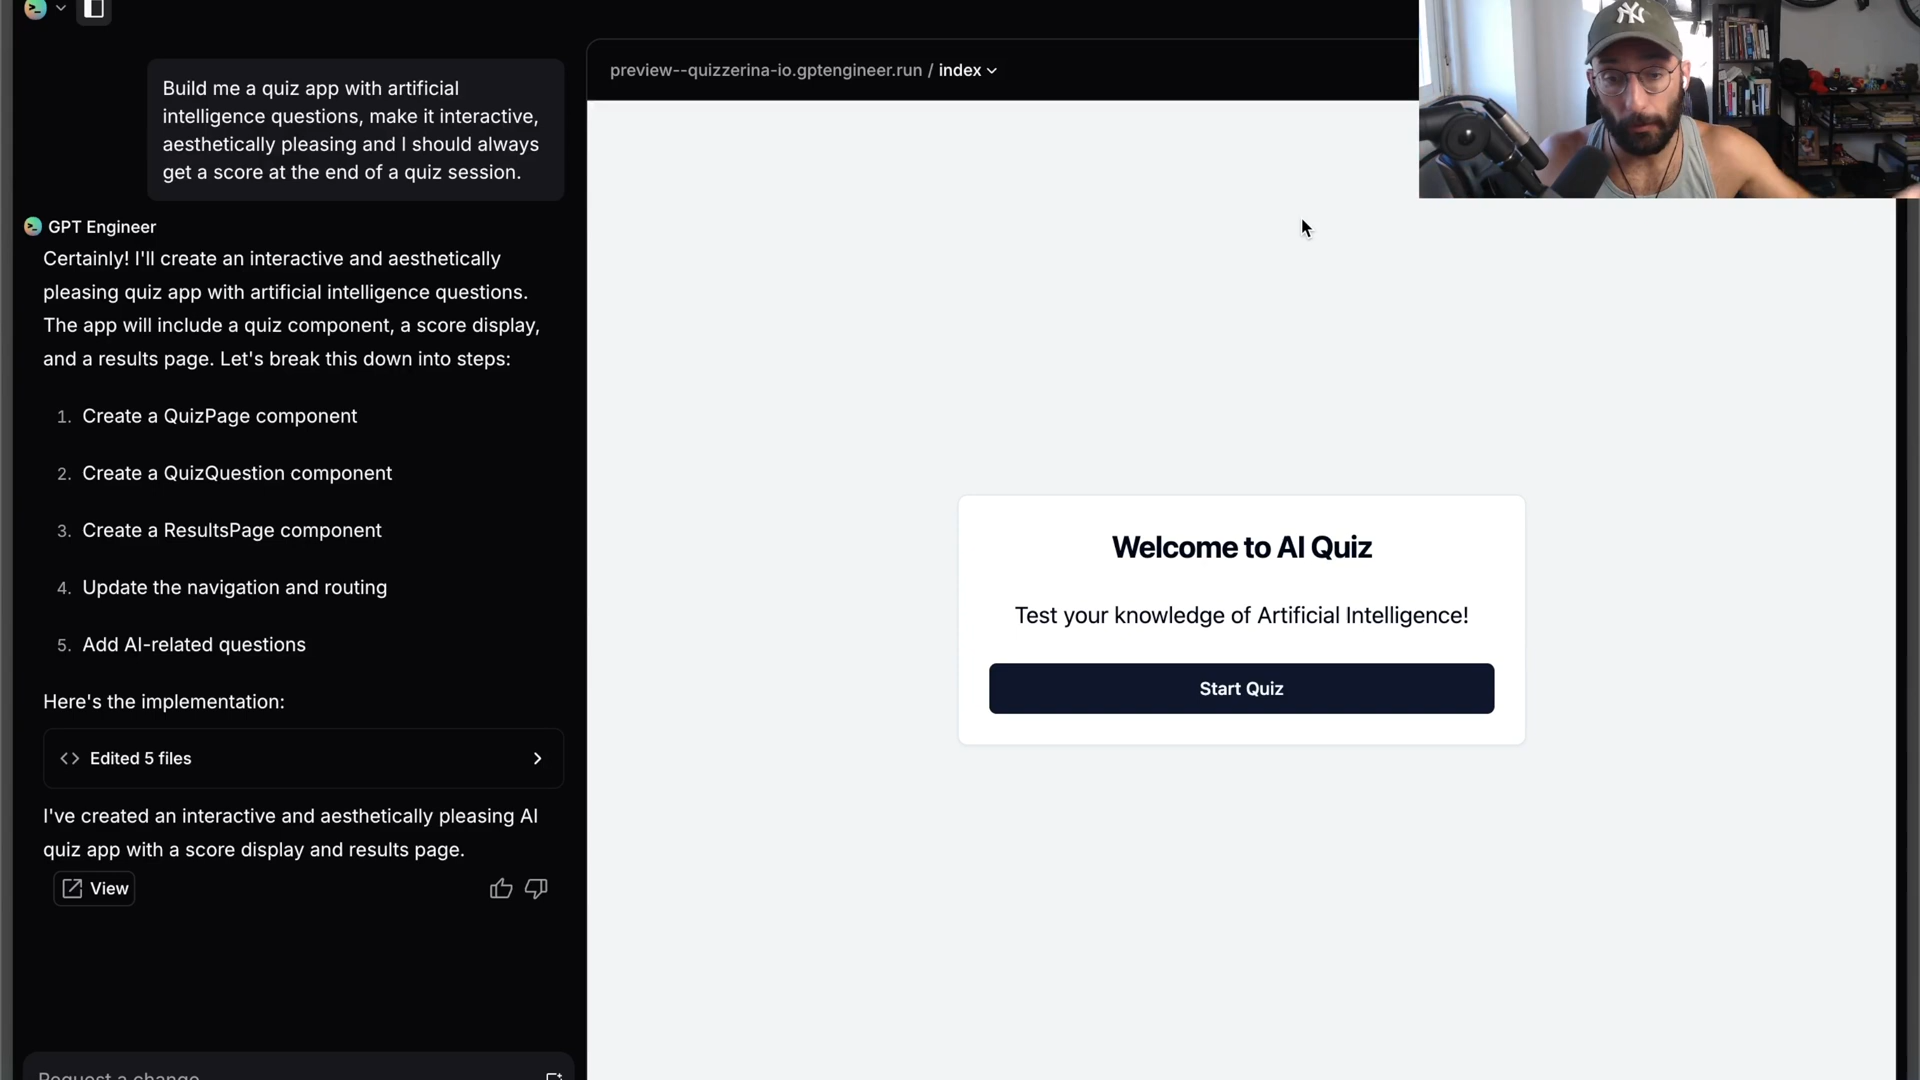 Build me a quiz app with artificial
intelligence questions, make it interactive,
aesthetically pleasing and I should always
get a score at the end of a quiz session.
GPT Engineer
Certainly! I'll create an interactive and aesthetically
pleasing quiz app with artificial intelligence questions.
The app will include a quiz component, a score display,
and a results page. Let's break this down into steps:
1. Create a QuizPage component
2. Create a QuizQuestion component
3. Create a ResultsPage component
4. Update the navigation and routing
5. Add AI-related questions
Here's the implementation:
<> Edited 5 files
I've created an interactive and aesthetically pleasing AI
quiz app with a score display and results page.
View
Request a change
preview--quizzerina-io.gptengineer.run / index
Welcome to AI Quiz
Test your knowledge of Artificial Intelligence!
Start Quiz
NY